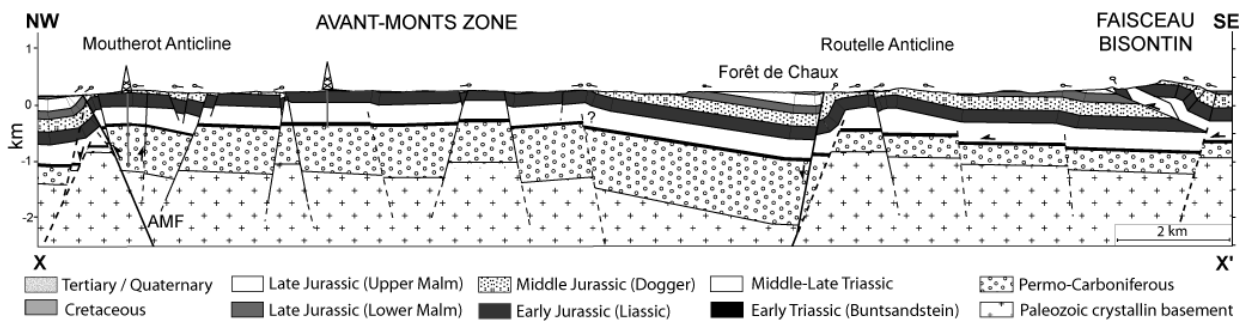 NW
AVANT-MONTS ZONE
FAISCEAU
BISONTIN
SE
Moutherot Anticline
Routelle Anticline
Forêt de Chaux
1
0
-1
-2
km
?
AMF
2 km
X
X'
Tertiary / Quaternary
Late Jurassic (Upper Malm)
Middle Jurassic (Dogger)
Middle-Late Triassic
Permo-Carboniferous
Cretaceous
Late Jurassic (Lower Malm)
Early Jurassic (Liassic)
Early Triassic (Buntsandstein)
Paleozoic crystallin basement